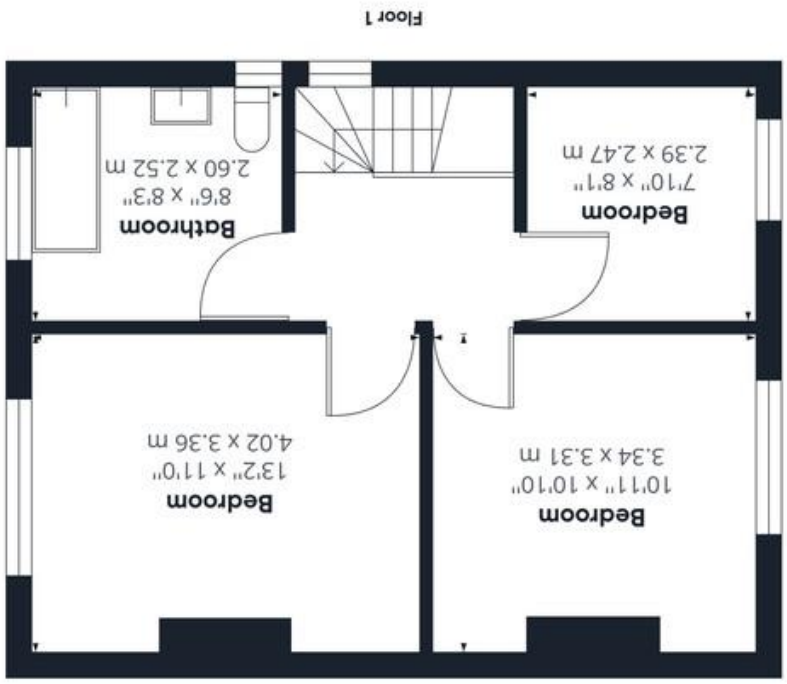 Bedroom
10'11" x 10'10"
3.34 x 3.31 m
Bedroom
13'2" x 11'0"
4.02 x 3.36 m
Bedroom
7'10" x 8'1"
2.39 x 2.47 m
Bathroom
8'6" x 8'3"
2.60 x 2.52 m
Floor 1